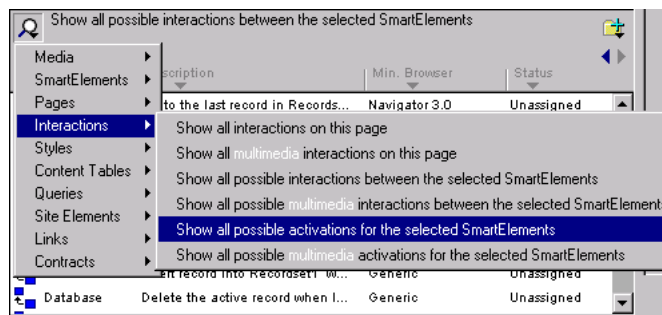 Show all possible interactions between the selected SmartElements
Media
SmartElements
Pages
Interactions
Styles
Content Tables
Queries
Site Elements
Links
Contracts
scription Min. Browser Status
to the last record in Records... Navigator 3.0 Unassigned
Show all interactions on this page
Show all multimedia interactions on this page
Show all possible interactions between the selected SmartElements
Show all possible multimedia interactions between the selected SmartElement
Show all possible activations for the selected SmartElements
Show all possible multimedia activations for the selected SmartElements
ert record into Recordset1 w... Generic Unassigned
Database Delete the active record when I... Generic Unassigned